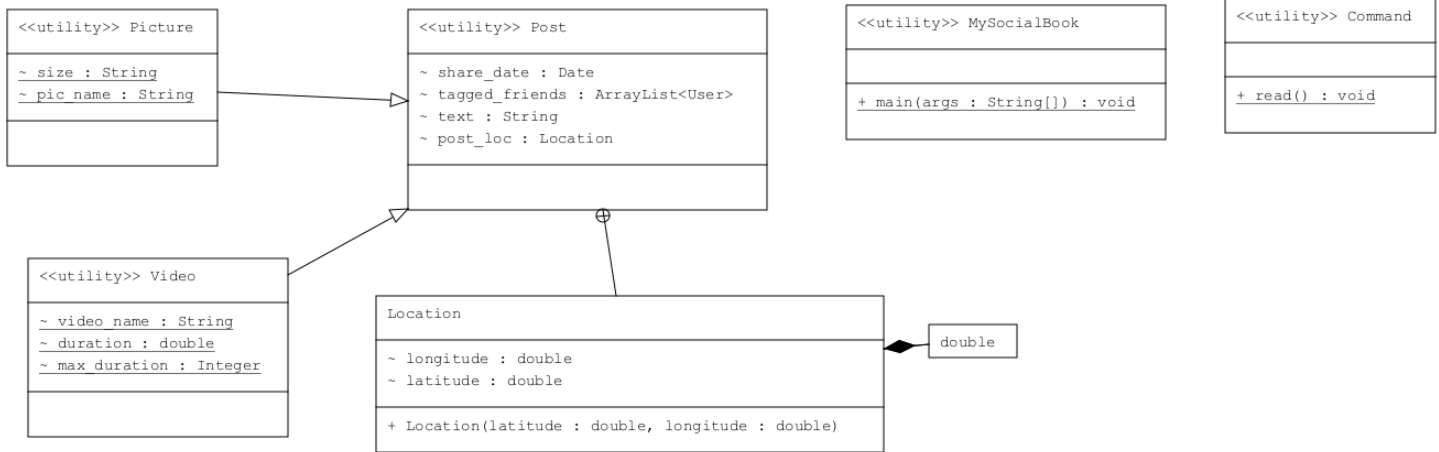 <<utility>> Picture
~ size : String
~ pic_name : String
<<utility>> Post
~ share_date : Date
~ tagged_friends : ArrayList<User>
~ text : String
~ post_loc : Location
<<utility>> MySocialBook
+ main(args : String[]) : void
<<utility>> Command
+ read() : void
<<utility>> Video
~ video_name : String
~ duration : double
~ max_duration : Integer
Location
~ longitude : double
~ latitude : double
+ Location(latitude : double, longitude : double)
double